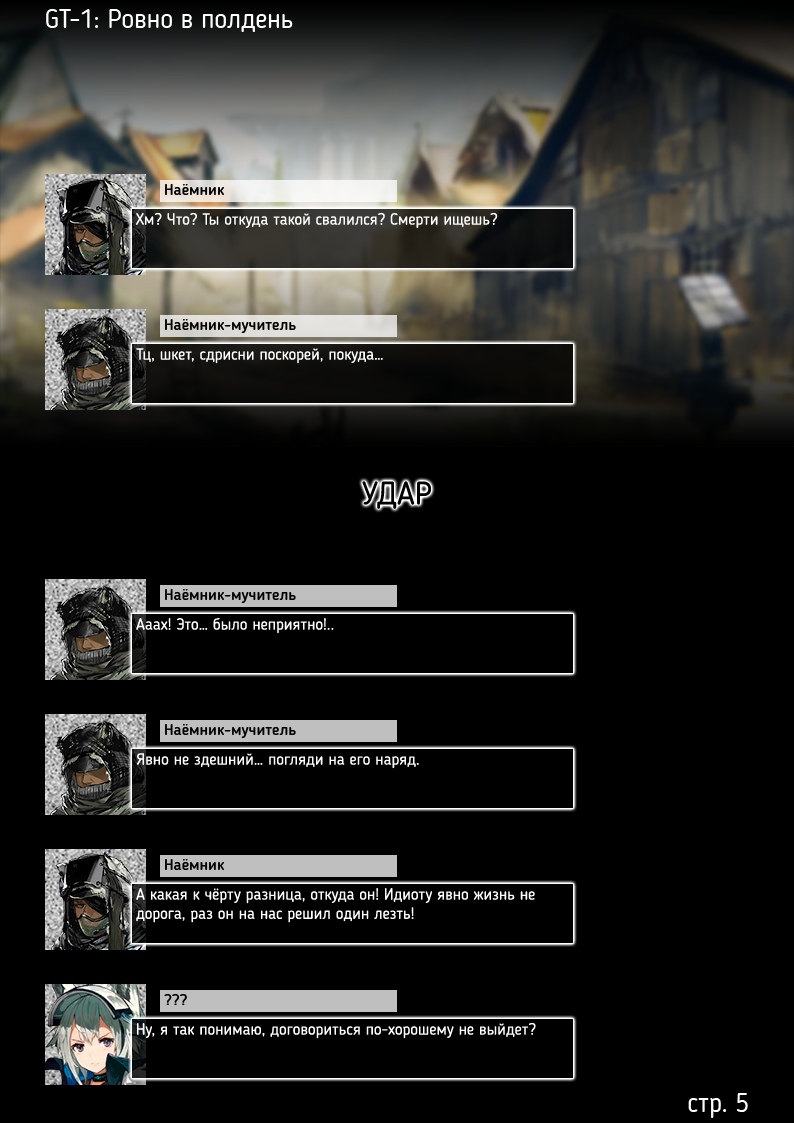 GT-1: Ровно в полдень
Наёмник
Хм? Что? Ты откуда такой свалился? Смерти ищешь?
Наёмник-мучитель
Тц, шкет, сдрисни поскорей, покуда...
УДАР
Наёмник-мучитель
Ааах! Это... было неприятно!..
Наёмник-мучитель
Явно не здешний... погляди на его наряд.
Наёмник
А какая к чёрту разница, откуда он! Идиоту явно жизнь не
дорога, раз он на нас решил один лезть!
???
Ну, я так понимаю, договориться по-хорошему не выйдет?
стр. 5